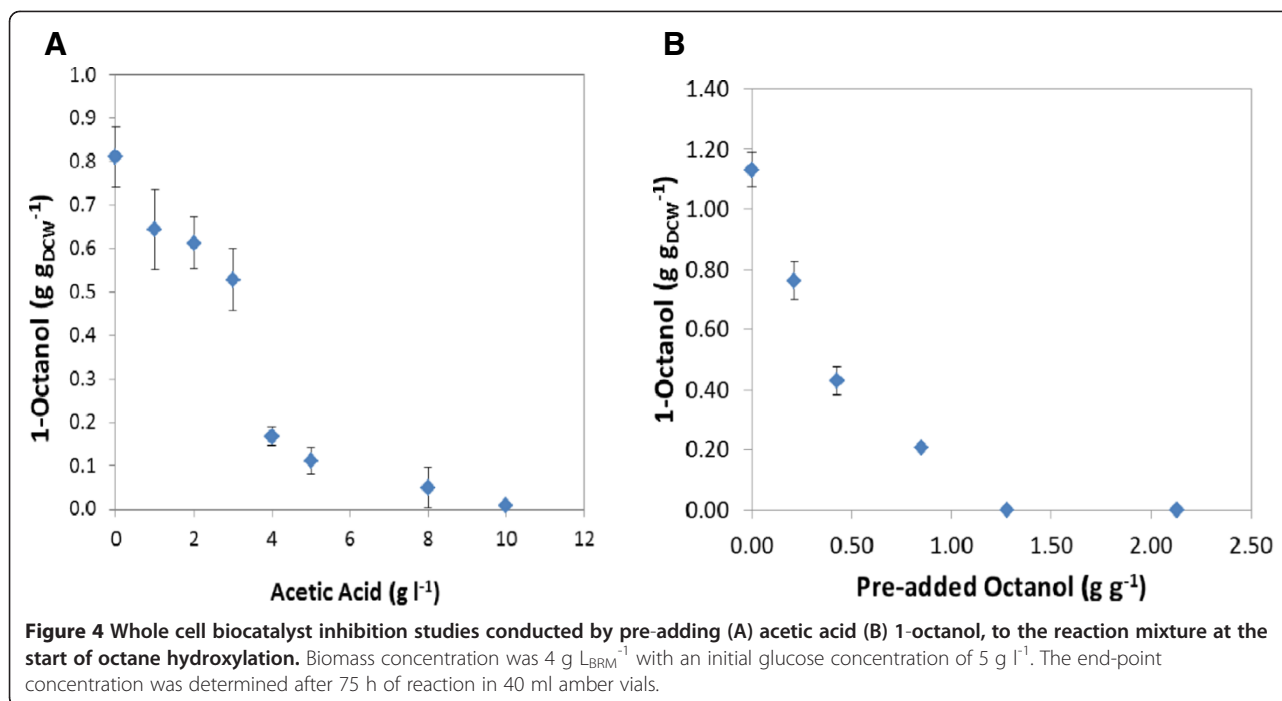 A
1.0
0.9
0.8
0.7
0.6
0.5
0.4
0.3
0.2
0.1
0.0
1-Octanol (g g_DCW⁻¹)
0 2 4 6 8 10 12
Acetic Acid (g l⁻¹)
B
1.40
1.20
1.00
0.80
0.60
0.40
0.20
0.00
1-Octanol (g g_DCW⁻¹)
0.00 0.50 1.00 1.50 2.00 2.50
Pre-added Octanol (g g⁻¹)
Figure 4 Whole cell biocatalyst inhibition studies conducted by pre-adding (A) acetic acid (B) 1-octanol, to the reaction mixture at the
start of octane hydroxylation. Biomass concentration was 4 g L_BRM⁻¹ with an initial glucose concentration of 5 g l⁻¹. The end-point
concentration was determined after 75 h of reaction in 40 ml amber vials.